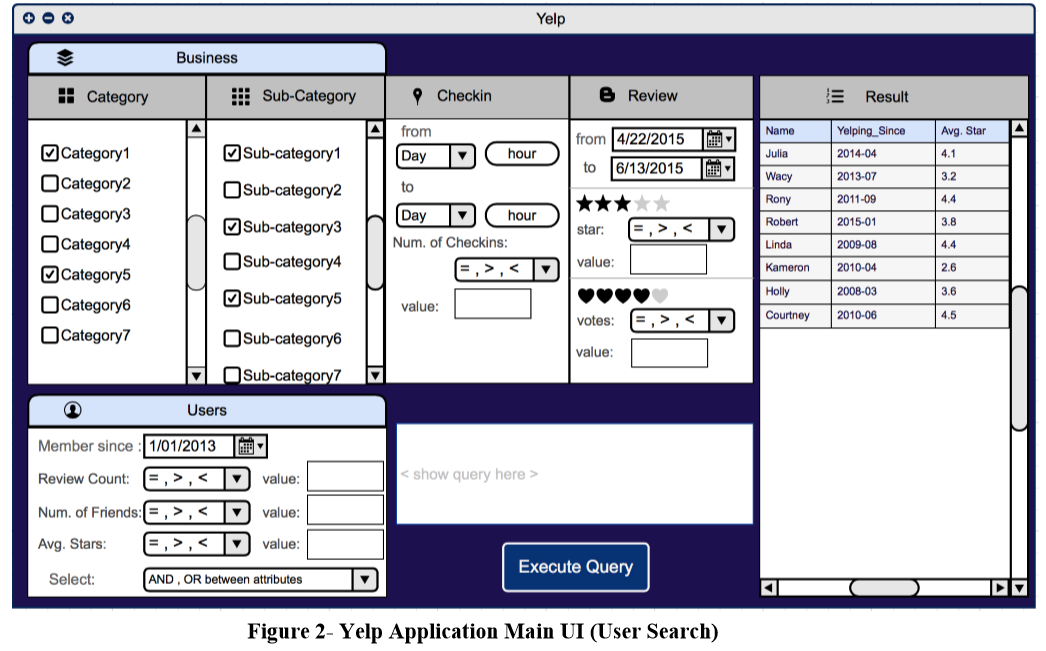 Yelp
Business
Category
Sub-Category
Checkin
Review
Result
Category1
Category2
Category3
Category4
Category5
Category6
Category7
Sub-category1
Sub-category2
Sub-category3
Sub-category4
Sub-category5
Sub-category6
Sub-category7
from
Day hour
to
Day hour
Num. of Checkins:
= , > , <
value:
from 4/22/2015
to 6/13/2015
star: = , > , <
value:
votes: = , > , <
value:
Name Yelping_Since Avg. Star
Julia 2014-04 4.1
Wacy 2013-07 3.2
Rony 2011-09 4.4
Robert 2015-01 3.8
Linda 2009-08 4.4
Kameron 2010-04 2.6
Holly 2008-03 3.6
Courtney 2010-06 4.5
Users
Member since : 1/01/2013
Review Count: = , > , < value:
Num. of Friends: = , > , < value:
Avg. Stars: = , > , < value:
Select: AND , OR between attributes
< show query here >
Execute Query
Figure 2- Yelp Application Main UI (User Search)